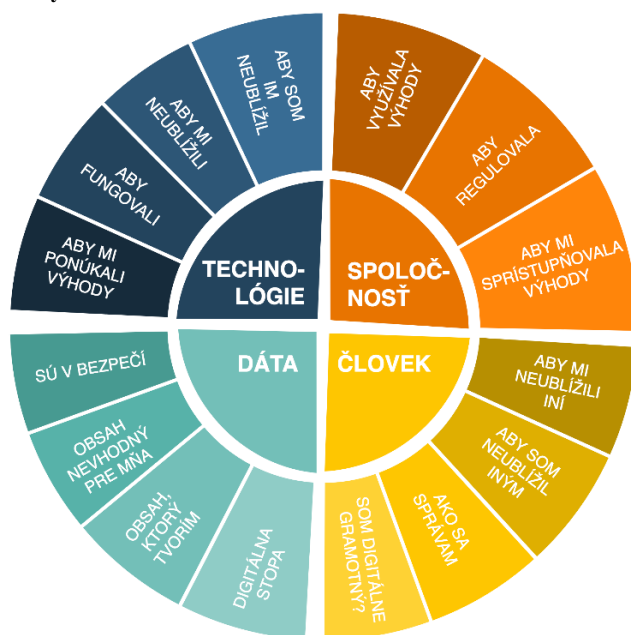 ABY SOM
IM
NEUBLÍŽIL
ABY
VYUŽÍVALA
VÝHODY
ABY MI
NEUBLÍŽILI
ABY
REGULOVALA
ABY
FUNGOVALI
ABY MI
SPRÍSTUPŇOVALA
VÝHODY
ABY MI
PONÚKALI
VÝHODY
TECHNO-
LÓGIE
SPOLOČ-
NOSŤ
DÁTA
ČLOVEK
SÚ V BEZPEČÍ
ABY MI
NEUBLÍŽILI
INÍ
OBSAH
NEVHODNÝ
PRE MŇA
ABY SOM
NEUBLÍŽIL
INÝM
OBSAH,
KTORÝ
TVORÍM
AKO SA
SPRÁVAM
DIGITÁLNA
STOPA
SOM DIGITÁLNE
GRAMOTNÝ?